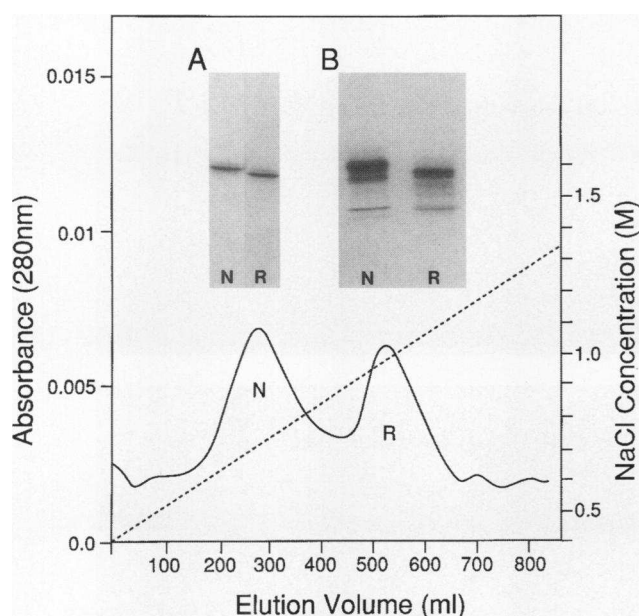 A B
0.015
0.01
0.005
0.0
Absorbance (280nm)
N R
N R
N
R
1.5
1.0
0.5
NaCl Concentration (M)
100 200 300 400 500 600 700 800
Elution Volume (ml)